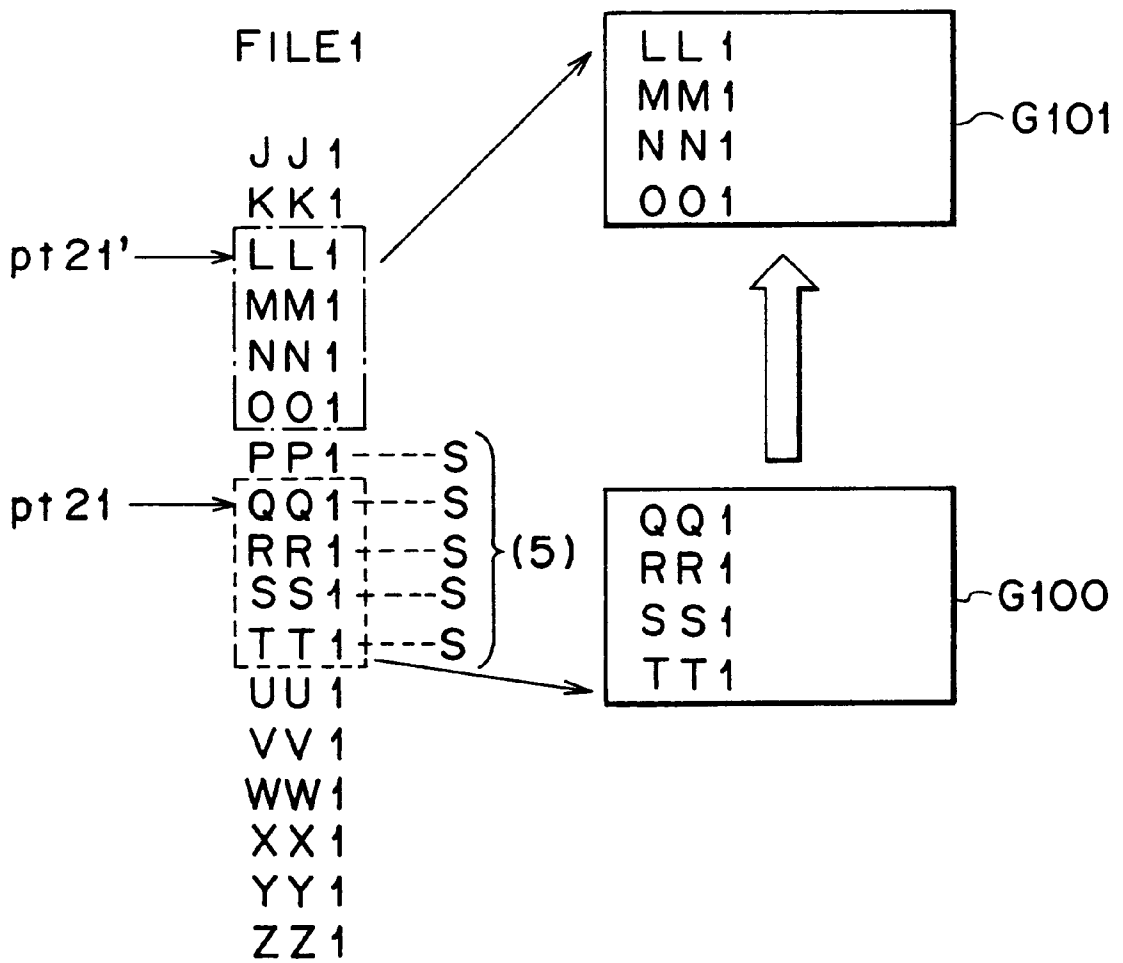 FILE1
JJ1
KK1
pt21' LL1
MM1
NN1
OO1
PP1 S
pt21 QQ1 S
RR1 S
SS1 S
TT1 S
(5)
UU1
VV1
WW1
XX1
YY1
ZZ1
LL1
MM1
NN1
OO1
G101
QQ1
RR1
SS1
TT1
G100